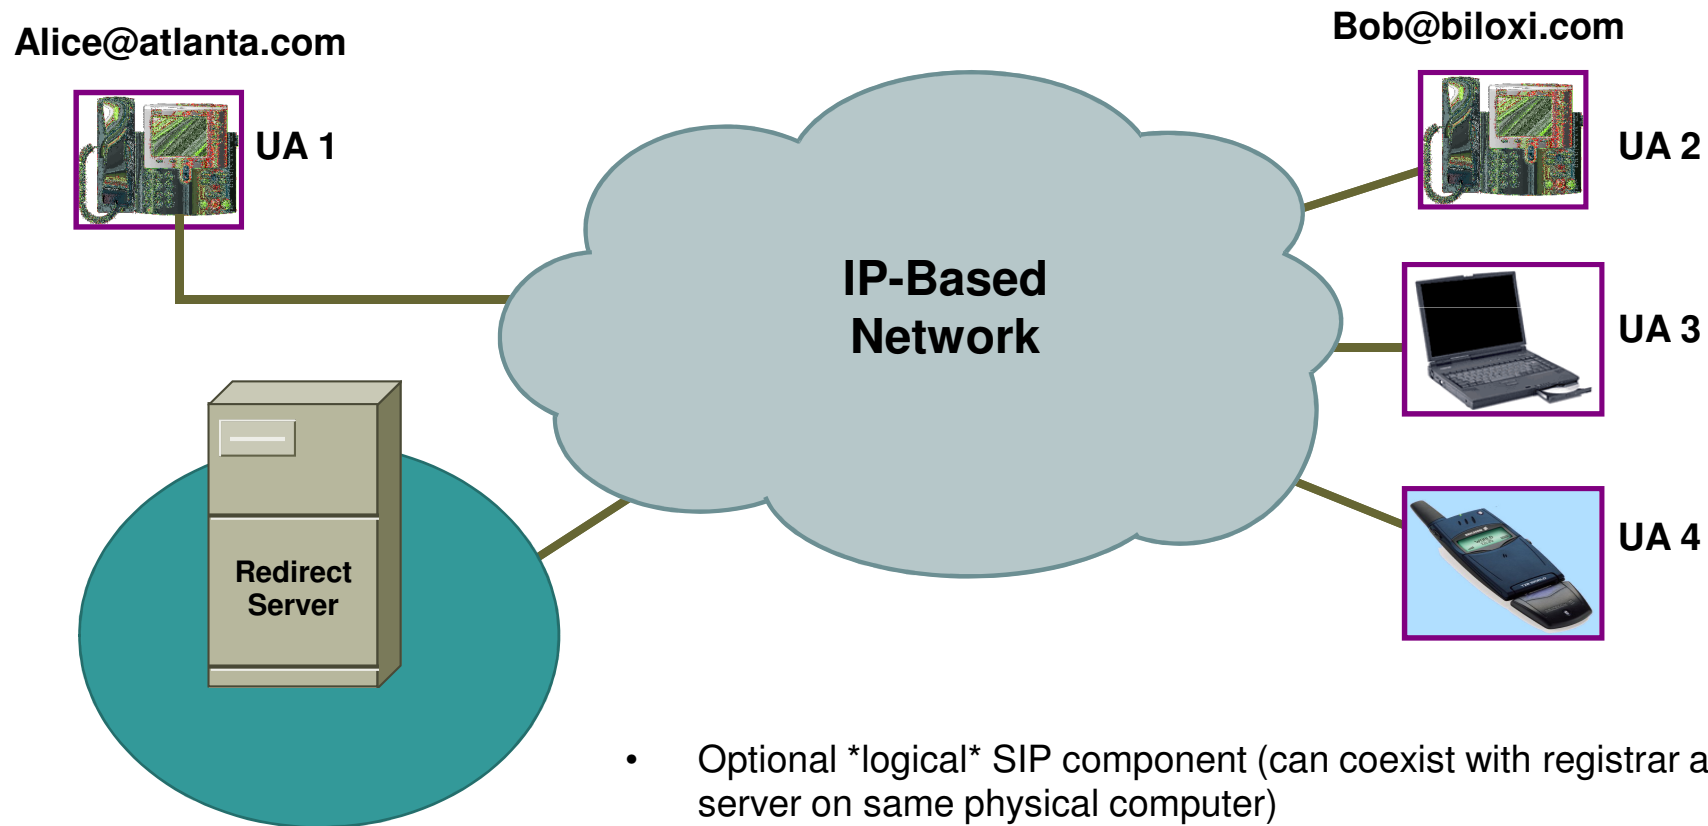 Alice@atlanta.com
Bob@biloxi.com
UA 1
UA 2
IP-Based
Network
UA 3
UA 4
Redirect
Server
• Optional *logical* SIP component (can coexist with registrar a
server on same physical computer)